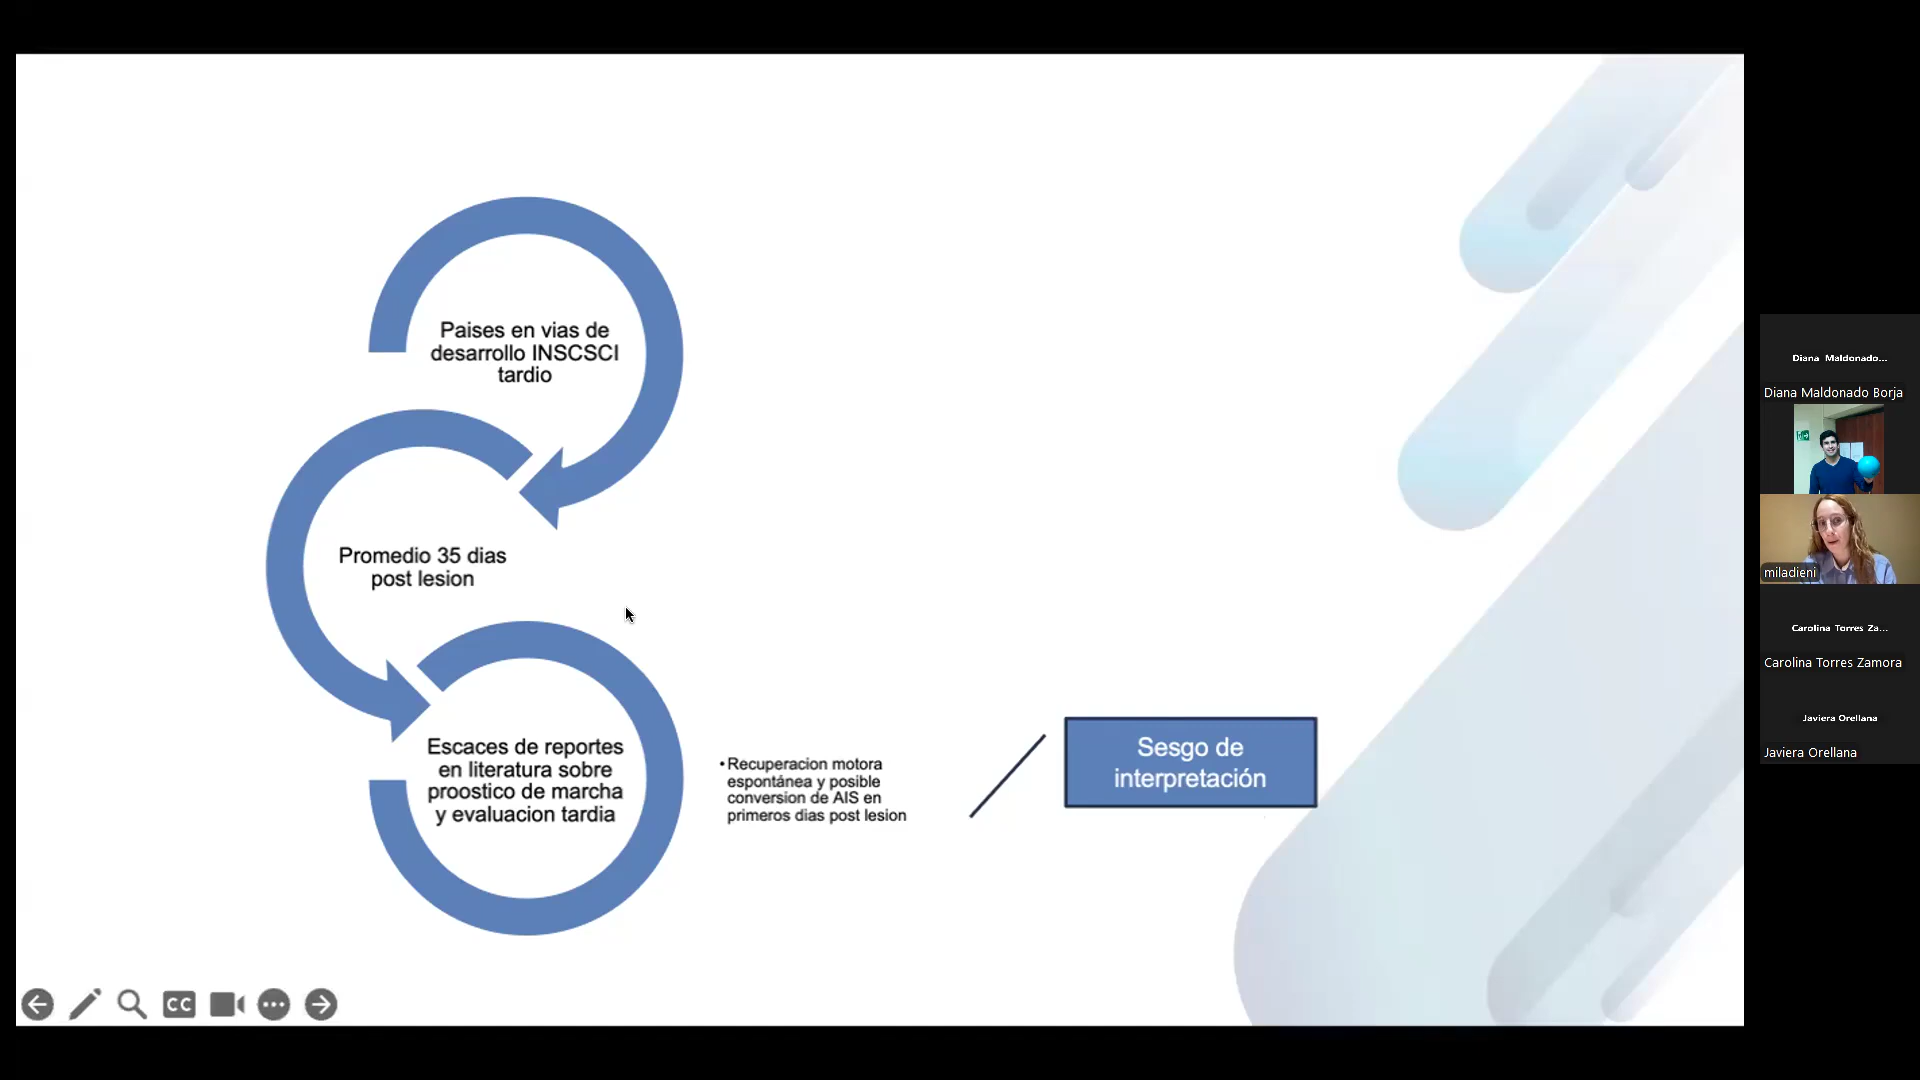 Paises en vias de
desarrollo INSCSCI
tardio
Promedio 35 dias
post lesion
Escaces de reportes
en literatura sobre
proostico de marcha
y evaluacion tardia
• Recuperacion motora
espontánea y posible
conversion de AIS en
primeros dias post lesion
Sesgo de
interpretación
CC
Diana Maldonado...
Diana Maldonado Borja
miladieni
Carolina Torres Za...
Carolina Torres Zamora
Javiera Orellana
Javiera Orellana